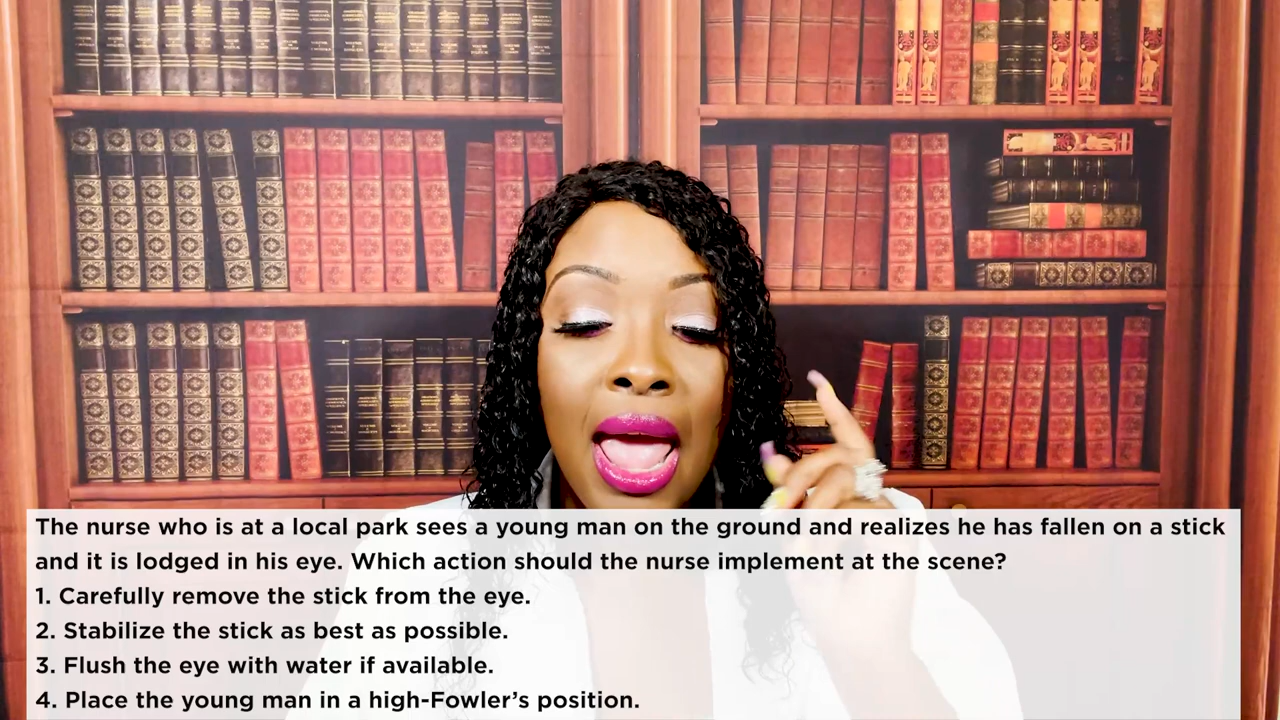 The nurse who is at a local park sees a young man on the ground and realizes he has fallen on a stick
and it is lodged in his eye. Which action should the nurse implement at the scene?
1. Carefully remove the stick from the eye.
2. Stabilize the stick as best as possible.
3. Flush the eye with water if available.
4. Place the young man in a high-Fowler’s position.